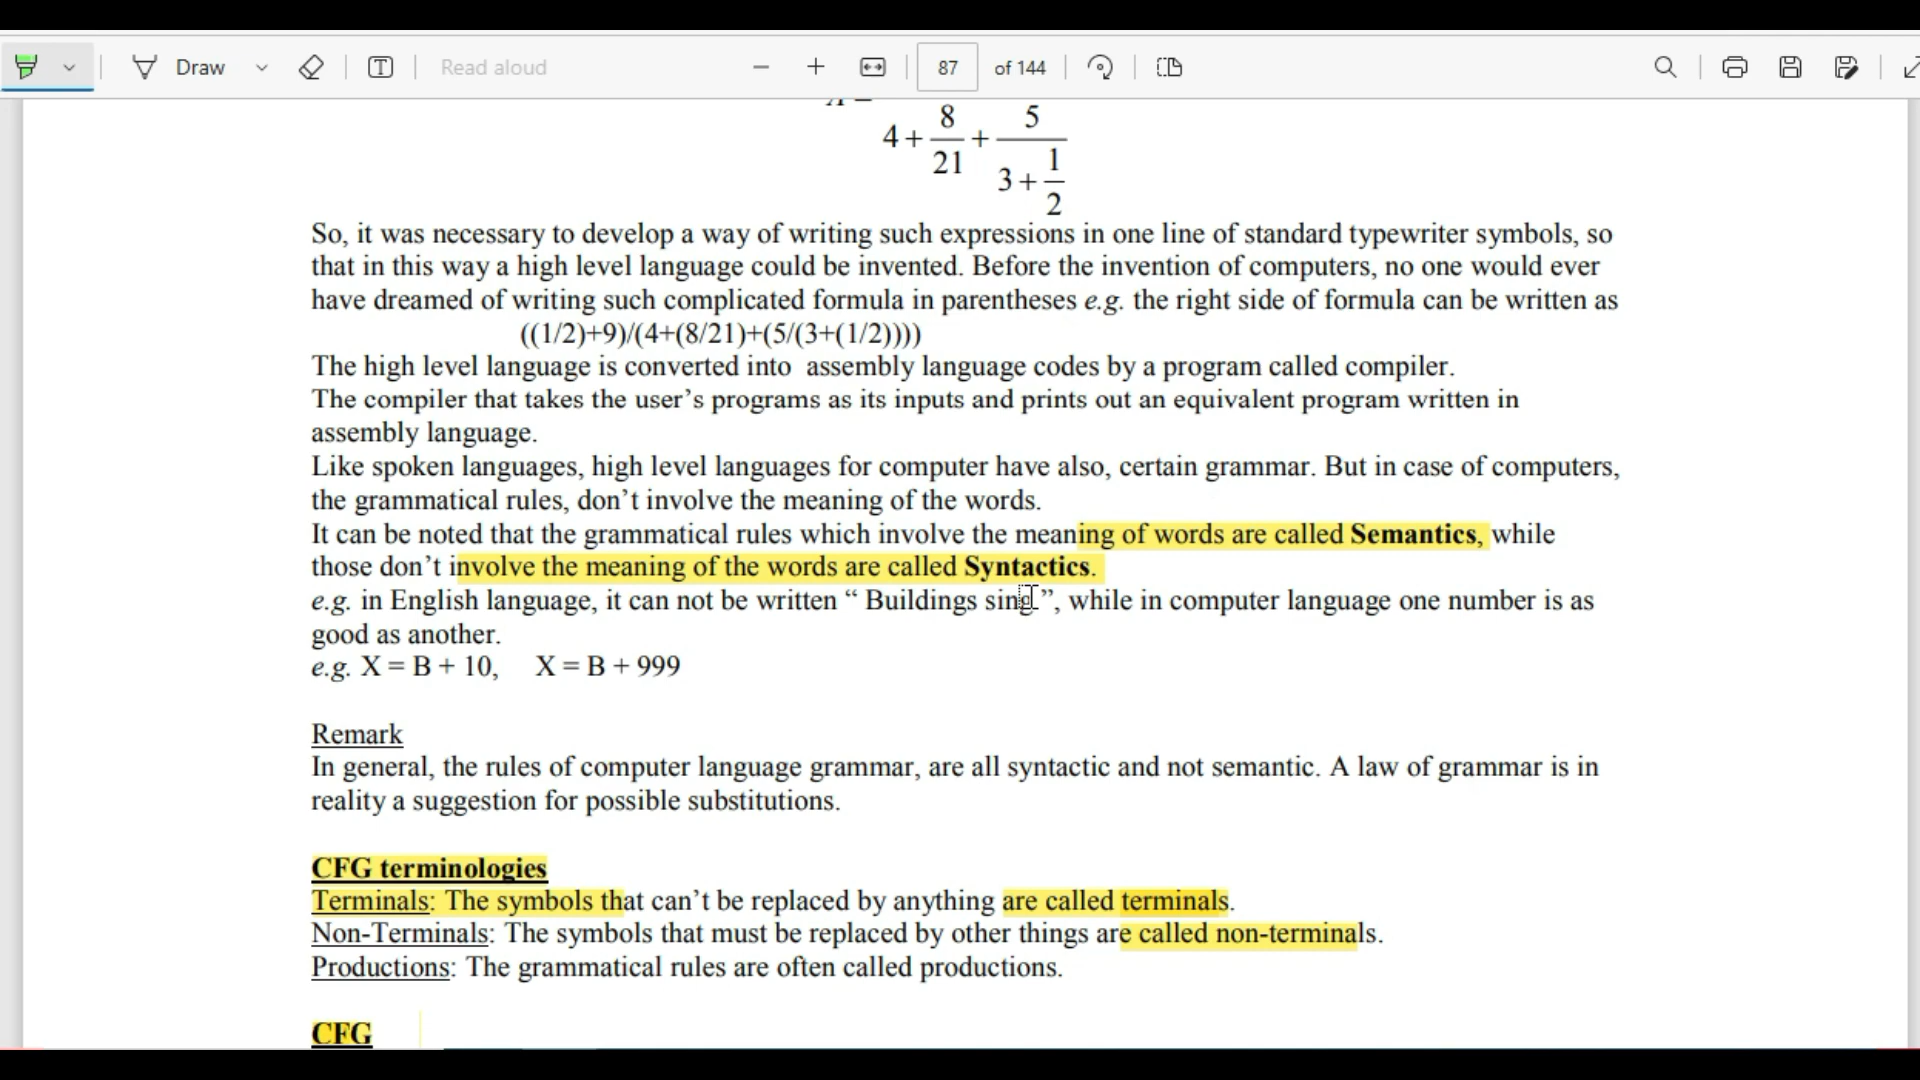 Draw
Read aloud
87 of 144
4 + 8/21 + 5/(3 + 1/2)
So, it was necessary to develop a way of writing such expressions in one line of standard typewriter symbols, so
that in this way a high level language could be invented. Before the invention of computers, no one would ever
have dreamed of writing such complicated formula in parentheses e.g. the right side of formula can be written as
((1/2)+9)/(4+(8/21)+(5/(3+(1/2))))
The high level language is converted into assembly language codes by a program called compiler.
The compiler that takes the user’s programs as its inputs and prints out an equivalent program written in
assembly language.
Like spoken languages, high level languages for computer have also, certain grammar. But in case of computers,
the grammatical rules, don’t involve the meaning of the words.
It can be noted that the grammatical rules which involve the meaning of words are called Semantics, while
those don’t involve the meaning of the words are called Syntactics.
e.g. in English language, it can not be written “ Buildings sing ”, while in computer language one number is as
good as another.
e.g. X = B + 10, X = B + 999
Remark
In general, the rules of computer language grammar, are all syntactic and not semantic. A law of grammar is in
reality a suggestion for possible substitutions.
CFG terminologies
Terminals: The symbols that can’t be replaced by anything are called terminals.
Non-Terminals: The symbols that must be replaced by other things are called non-terminals.
Productions: The grammatical rules are often called productions.
CFG